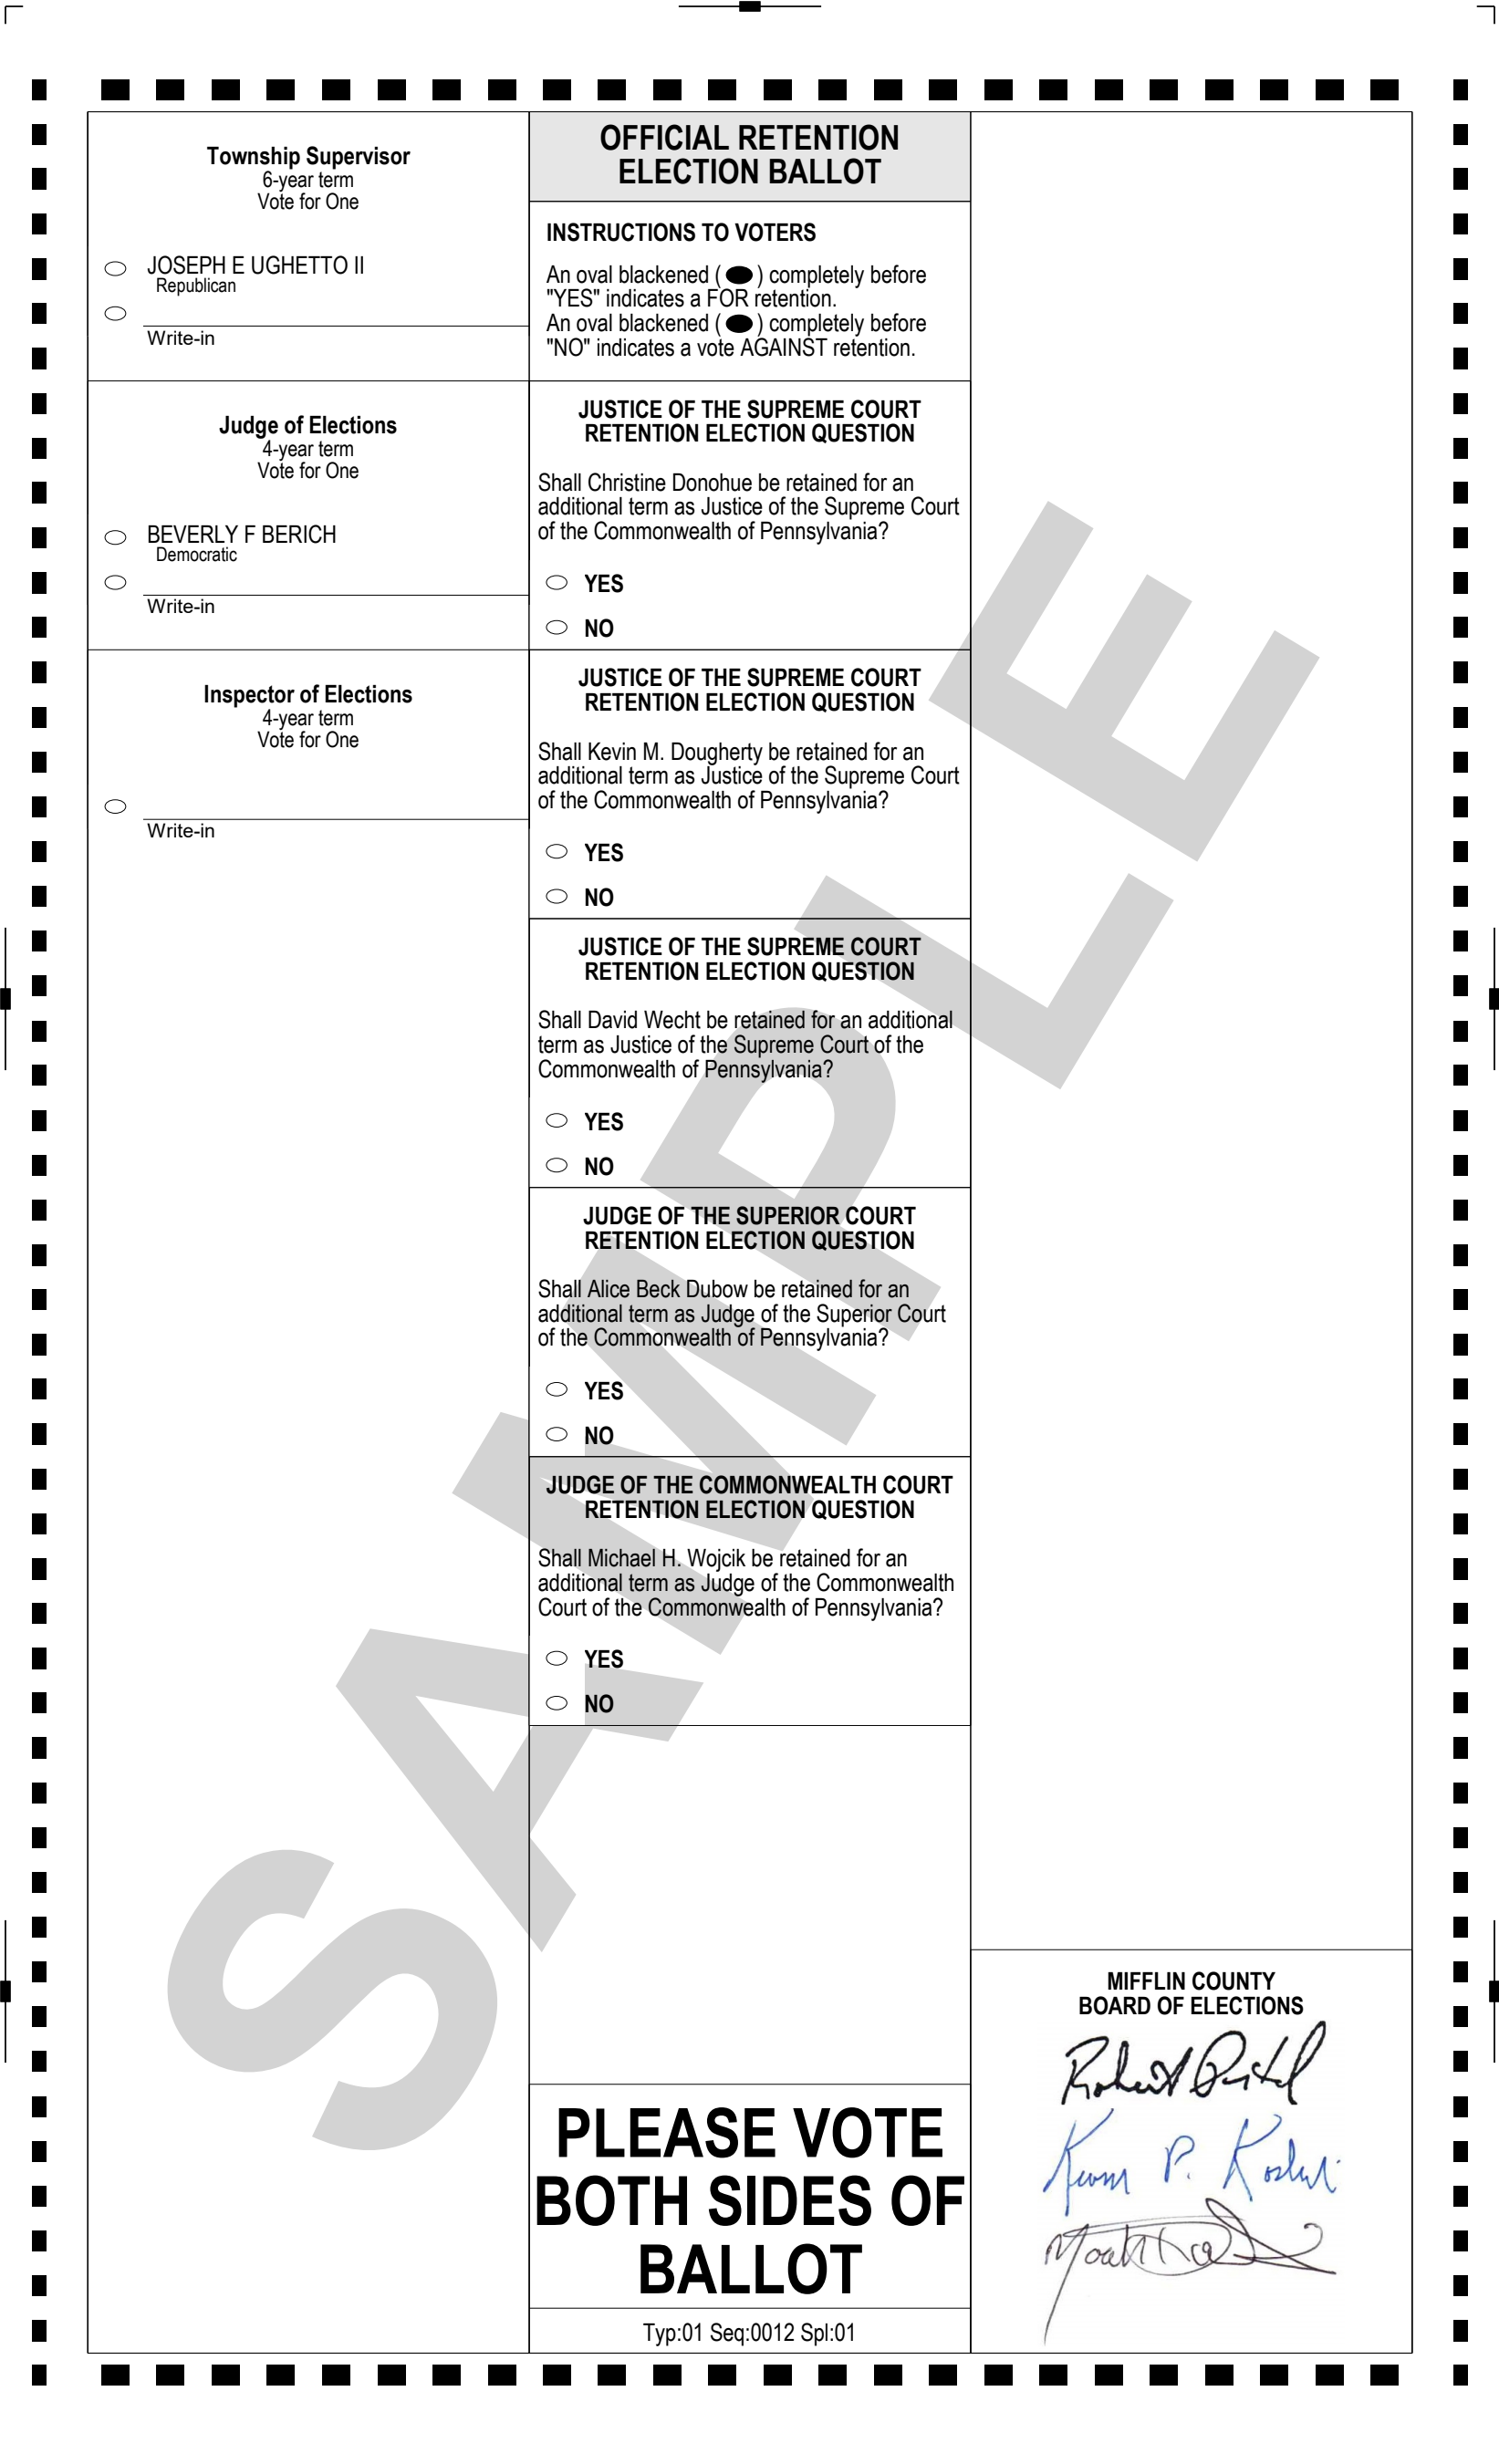 Township Supervisor
6-year term
Vote for One
JOSEPH E UGHETTO II
Republican
Write-in
Judge of Elections
4-year term
Vote for One
BEVERLY F BERICH
Democratic
Write-in
Inspector of Elections
4-year term
Vote for One
Write-in
OFFICIAL RETENTION
ELECTION BALLOT
INSTRUCTIONS TO VOTERS
An oval blackened ( ) completely before
"YES" indicates a FOR retention.
An oval blackened ( ) completely before
"NO" indicates a vote AGAINST retention.
JUSTICE OF THE SUPREME COURT
RETENTION ELECTION QUESTION
Shall Christine Donohue be retained for an
additional term as Justice of the Supreme Court
of the Commonwealth of Pennsylvania?
YES
NO
JUSTICE OF THE SUPREME COURT
RETENTION ELECTION QUESTION
Shall Kevin M. Dougherty be retained for an
additional term as Justice of the Supreme Court
of the Commonwealth of Pennsylvania?
YES
NO
JUSTICE OF THE SUPREME COURT
RETENTION ELECTION QUESTION
Shall David Wecht be retained for an additional
term as Justice of the Supreme Court of the
Commonwealth of Pennsylvania?
YES
NO
JUDGE OF THE SUPERIOR COURT
RETENTION ELECTION QUESTION
Shall Alice Beck Dubow be retained for an
additional term as Judge of the Superior Court
of the Commonwealth of Pennsylvania?
YES
NO
JUDGE OF THE COMMONWEALTH COURT
RETENTION ELECTION QUESTION
Shall Michael H. Wojcik be retained for an
additional term as Judge of the Commonwealth
Court of the Commonwealth of Pennsylvania?
YES
NO
PLEASE VOTE
BOTH SIDES OF
BALLOT
Typ:01 Seq:0012 Spl:01
MIFFLIN COUNTY
BOARD OF ELECTIONS
Robert
P.
SAMPLE